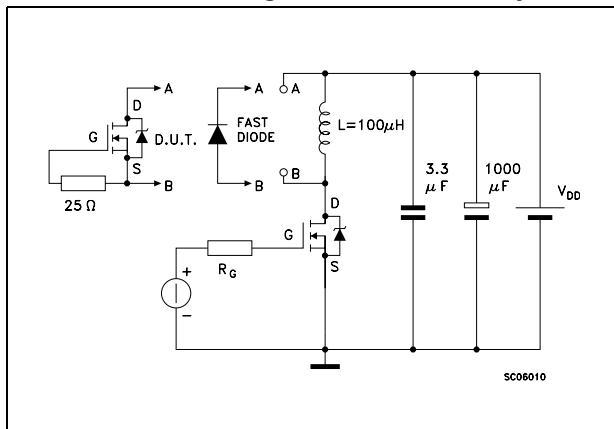 A
A
A
D
G
D.U.T.
FAST
DIODE
L=100μH
S
B
B
B
25 Ω
D
3.3
μF
1000
μF
V_DD
G
S
R_G
+
−
SC06010